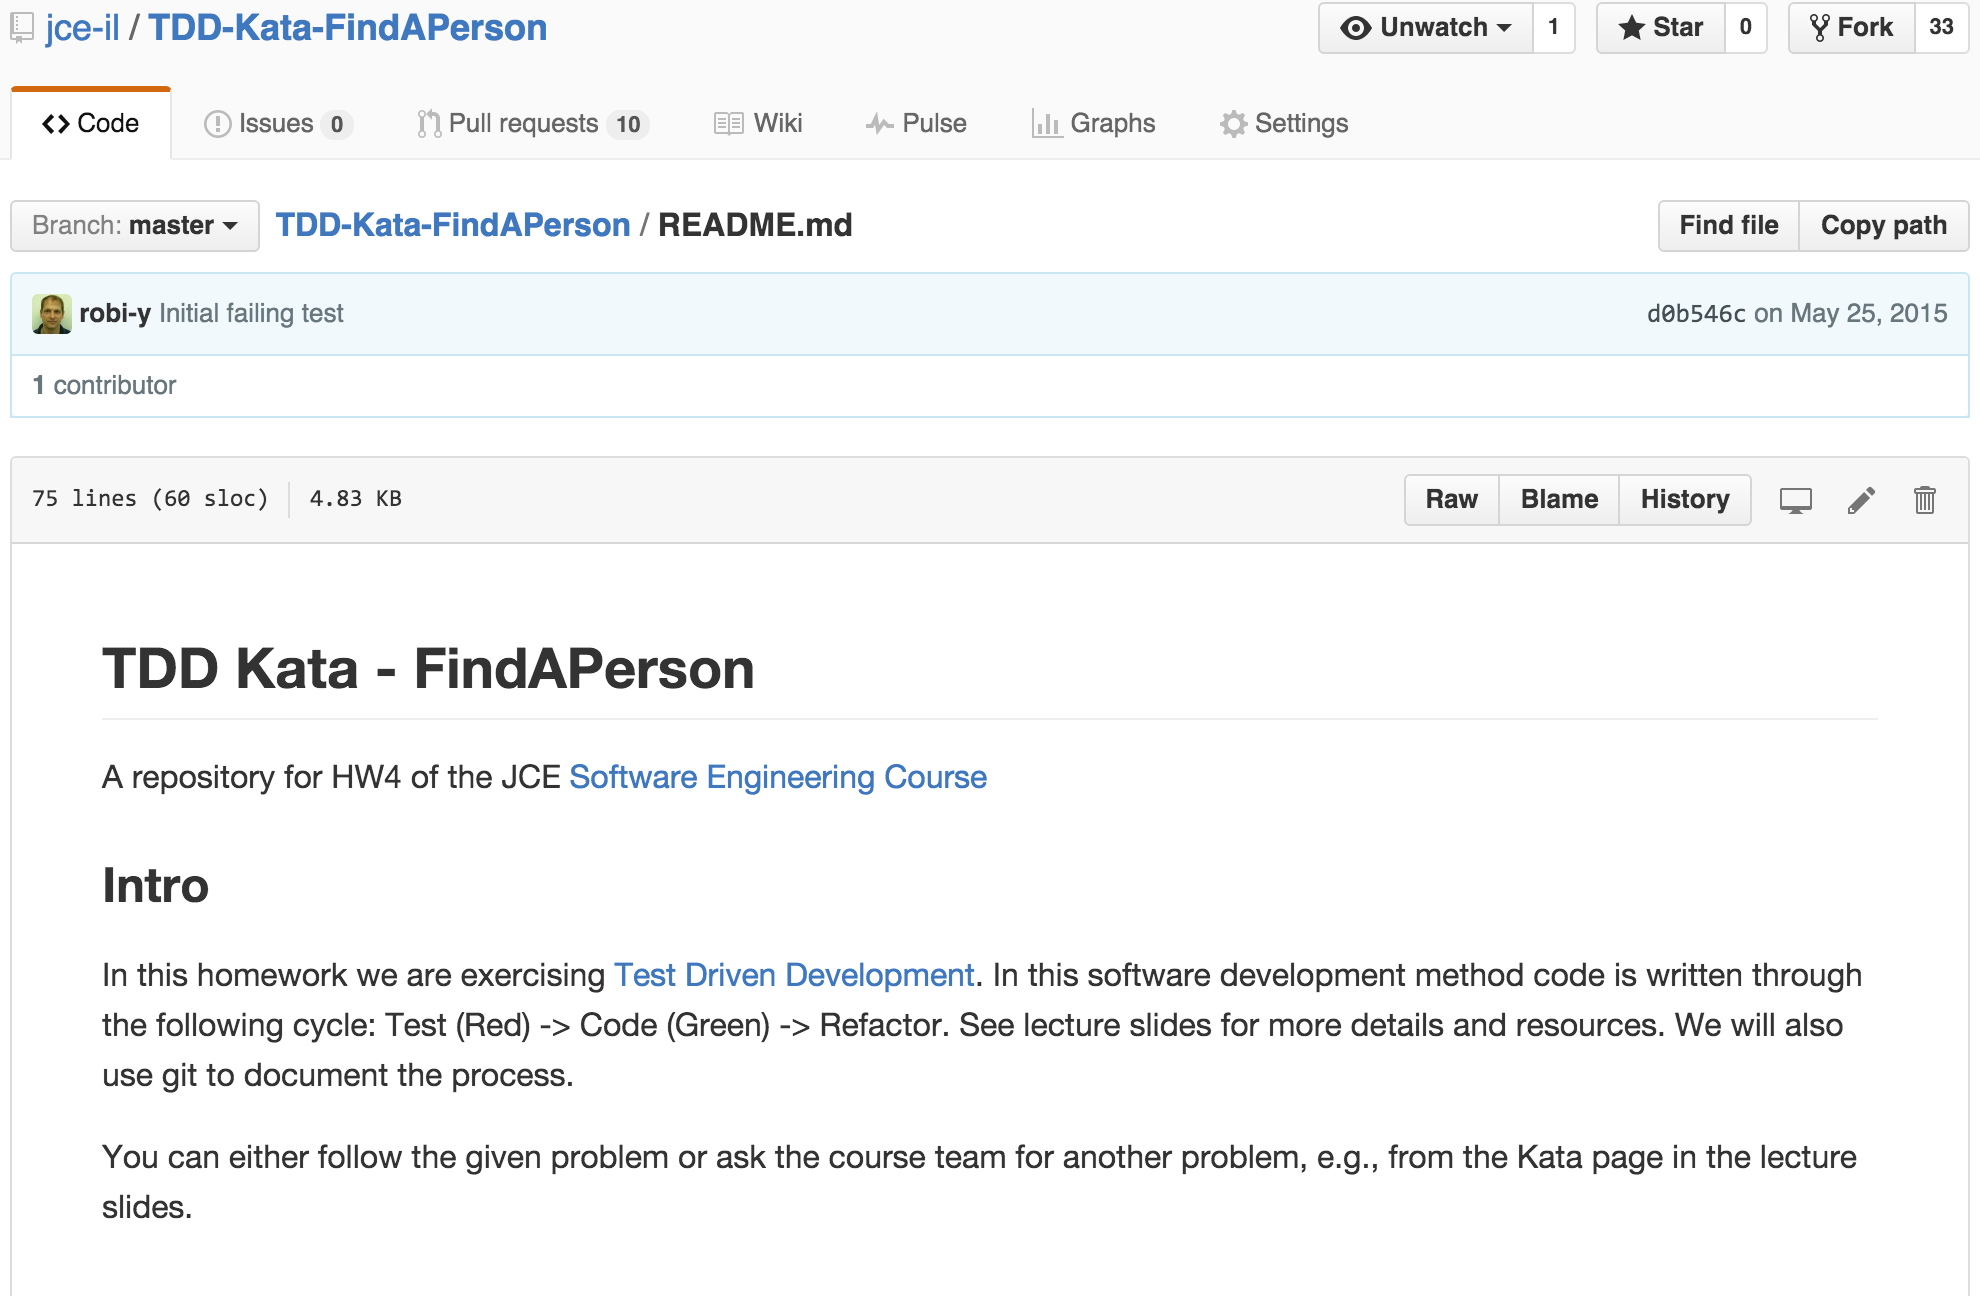 jce-il / TDD-Kata-FindAPerson Unwatch 1 Star 0 Fork 33
Code Issues 0 Pull requests 10 Wiki Pulse Graphs Settings
Branch: master TDD-Kata-FindAPerson / README.md Find file Copy path
robi-y Initial failing test d0b546c on May 25, 2015
1 contributor
75 lines (60 sloc) 4.83 KB Raw Blame History
TDD Kata - FindAPerson
A repository for HW4 of the JCE Software Engineering Course
Intro
In this homework we are exercising Test Driven Development. In this software development method code is written through
the following cycle: Test (Red) -> Code (Green) -> Refactor. See lecture slides for more details and resources. We will also
use git to document the process.
You can either follow the given problem or ask the course team for another problem, e.g., from the Kata page in the lecture
slides.